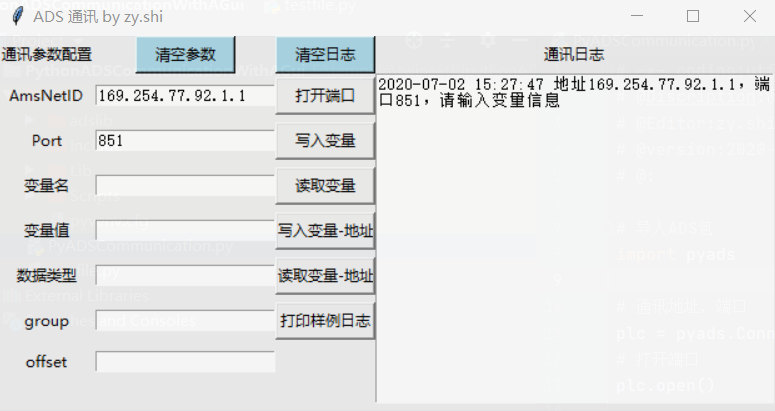 ADS 通讯 by zy.shi
通讯参数配置 清空参数 清空日志 通讯日志
AmsNetID 169.254.77.92.1.1 打开端口
2020-07-02 15:27:47 地址169.254.77.92.1.1，端
口851，请输入变量信息
Port 851 写入变量
变量名 读取变量
变量值 写入变量-地址
数据类型 读取变量-地址
group 打印样例日志
offset
import pyads
plc.open()